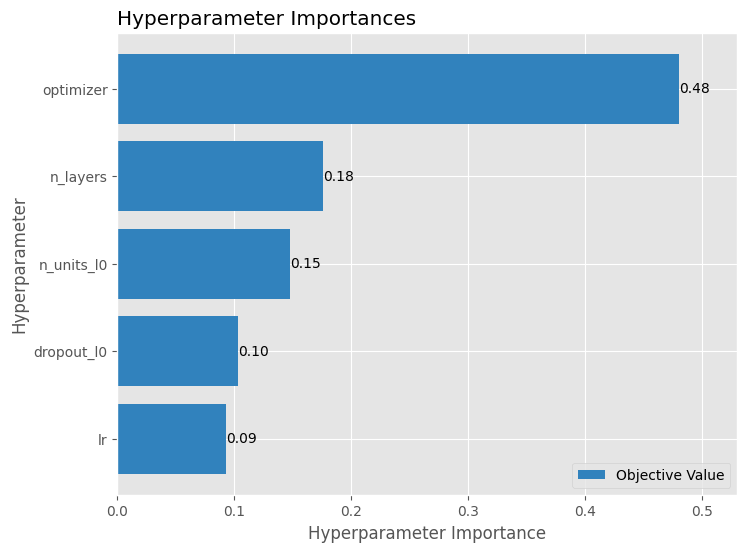 Hyperparameter Importances
Hyperparameter
optimizer
0.48
n_layers
0.18
n_units_l0
0.15
dropout_l0
0.10
lr
0.09
Objective Value
0.0 0.1 0.2 0.3 0.4 0.5
Hyperparameter Importance